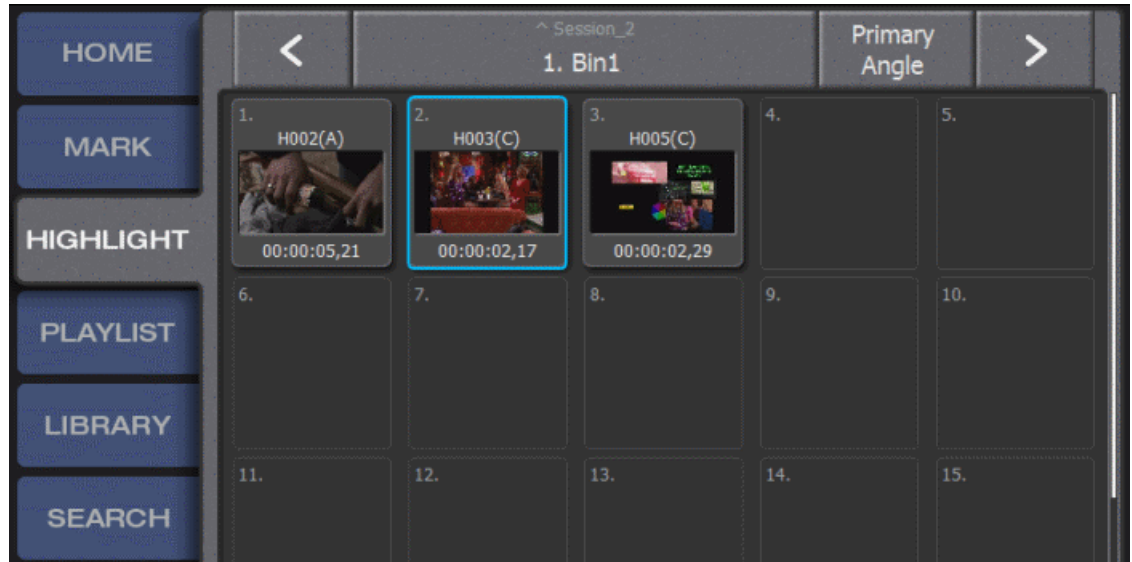 HOME
MARK
HIGHLIGHT
PLAYLIST
LIBRARY
SEARCH
<
^ Session_2
1. Bin1
Primary
Angle
>
1.
H002(A)
00:00:05,21
2.
H003(C)
00:00:02,17
3.
H005(C)
00:00:02,29
4.
5.
6.
7.
8.
9.
10.
11.
12.
13.
14.
15.